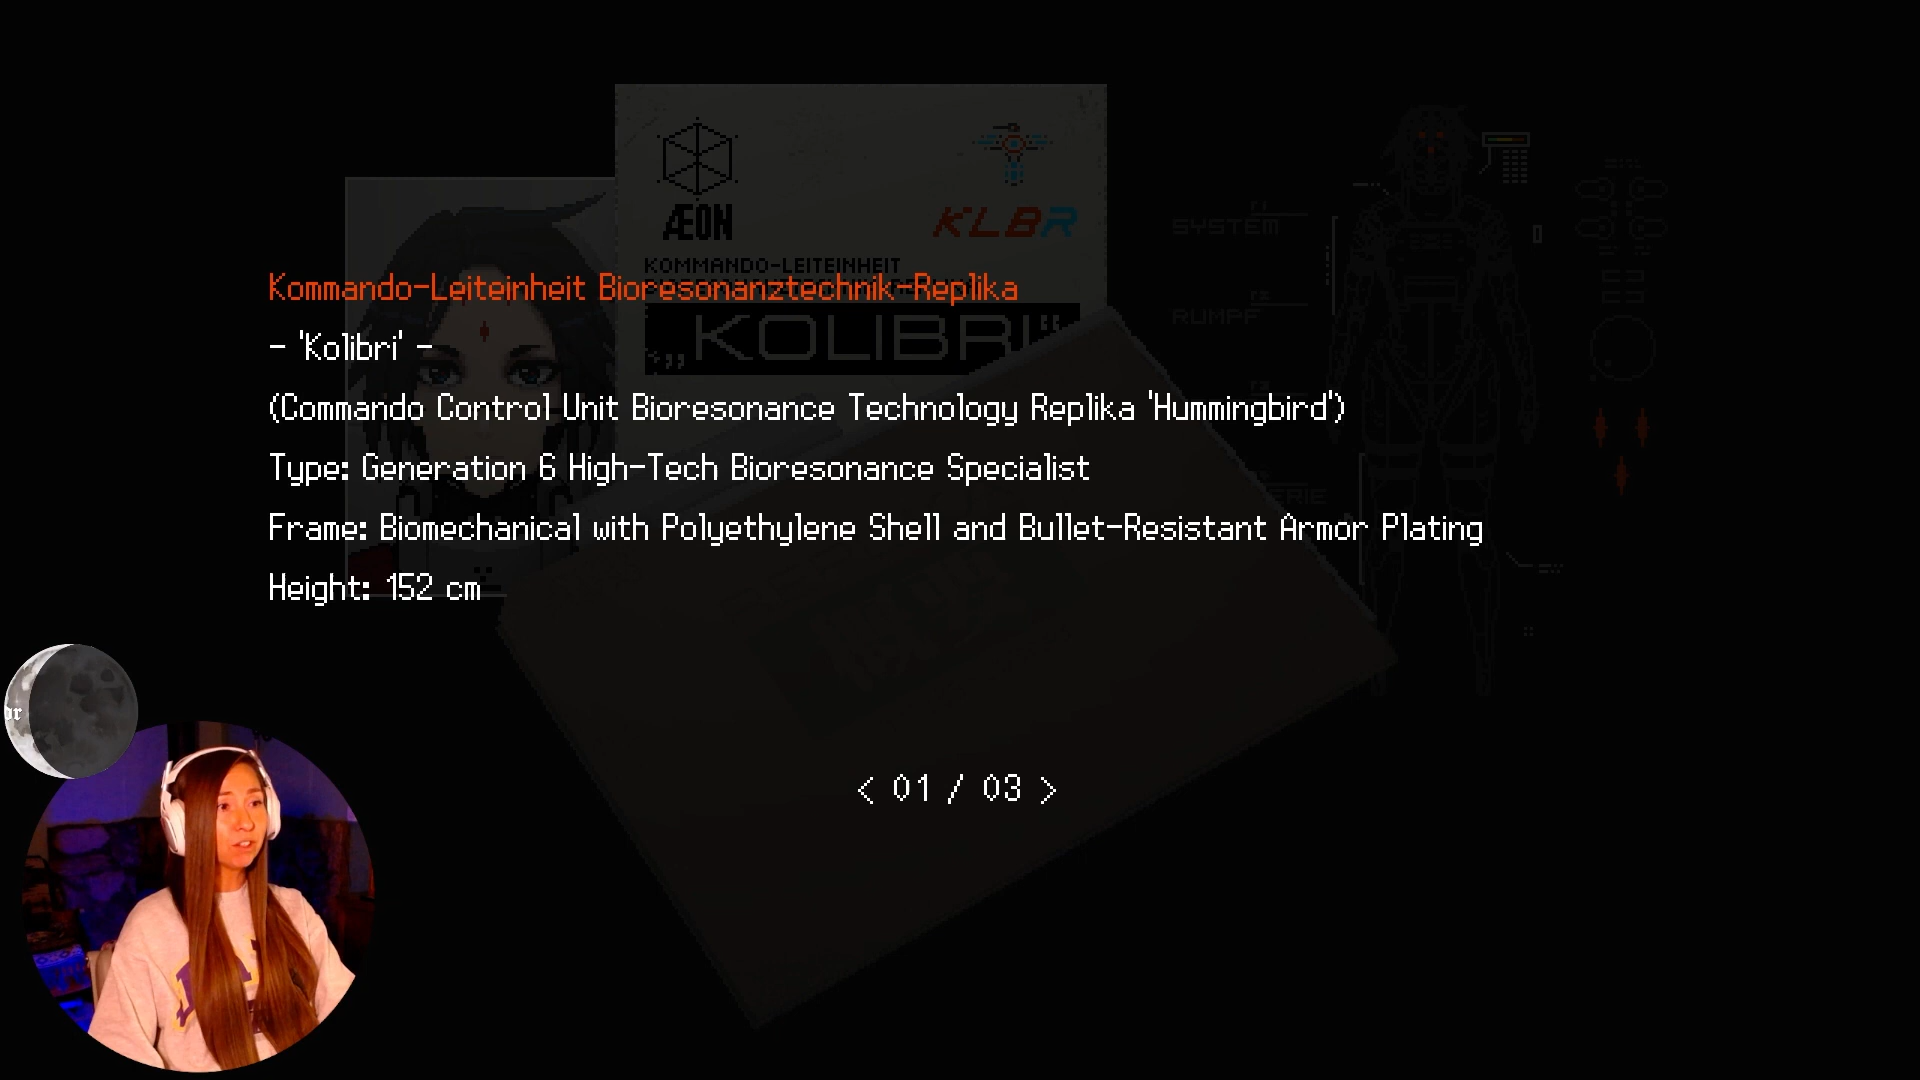 ÆON
KLBR
KOMMANDO-LEITEINHEIT
Kommando-Leiteinheit Bioresonanztechnik-Replika
„KOLIBRI“
- 'Kolibri' -
(Commando Control Unit Bioresonance Technology Replika 'Hummingbird')
Type: Generation 6 High-Tech Bioresonance Specialist
Frame: Biomechanical with Polyethylene Shell and Bullet-Resistant Armor Plating
Height: 152 cm
SYSTEM
RUMPF
< 01 / 03 >